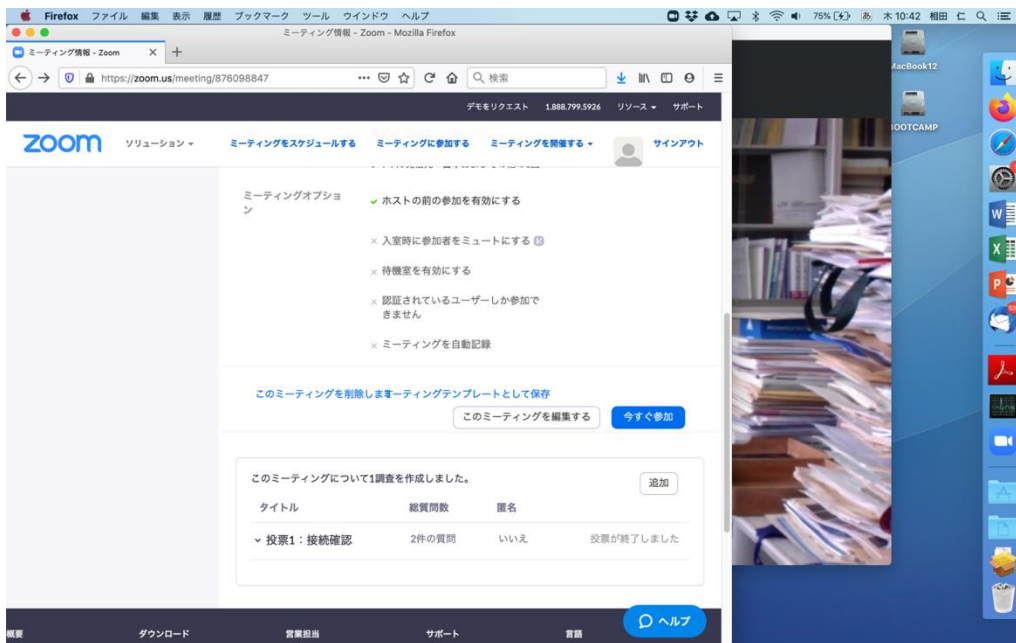 Firefox ファイル 編集 表示 履歴 ブックマーク ツール ウインドウ ヘルプ
75% あ 木10:42 相田 仁
ミーティング情報 - Zoom - Mozilla Firefox
ミーティング情報 - Zoom × +
https://zoom.us/meeting/876098847
検索
デモをリクエスト 1.888.799.5926 リソース サポート
zoom ソリューション ミーティングをスケジュールする ミーティングに参加する ミーティングを開催する サインアウト
ミーティングオプショ
ン
ホストの前の参加を有効にする
× 入室時に参加者をミュートにする
× 待機室を有効にする
× 認証されているユーザーしか参加で
きません
× ミーティングを自動記録
このミーティングを削除します
ーティングテンプレートとして保存
このミーティングを編集する 今すぐ参加
このミーティングについて1調査を作成しました。
追加
タイトル 総質問数 匿名
投票1:接続確認 2件の質問 いいえ 投票が終了しました
ヘルプ
概要 ダウンロード 営業担当 サポート 言語
MacBook12
BOOTCAMP
W
X
P